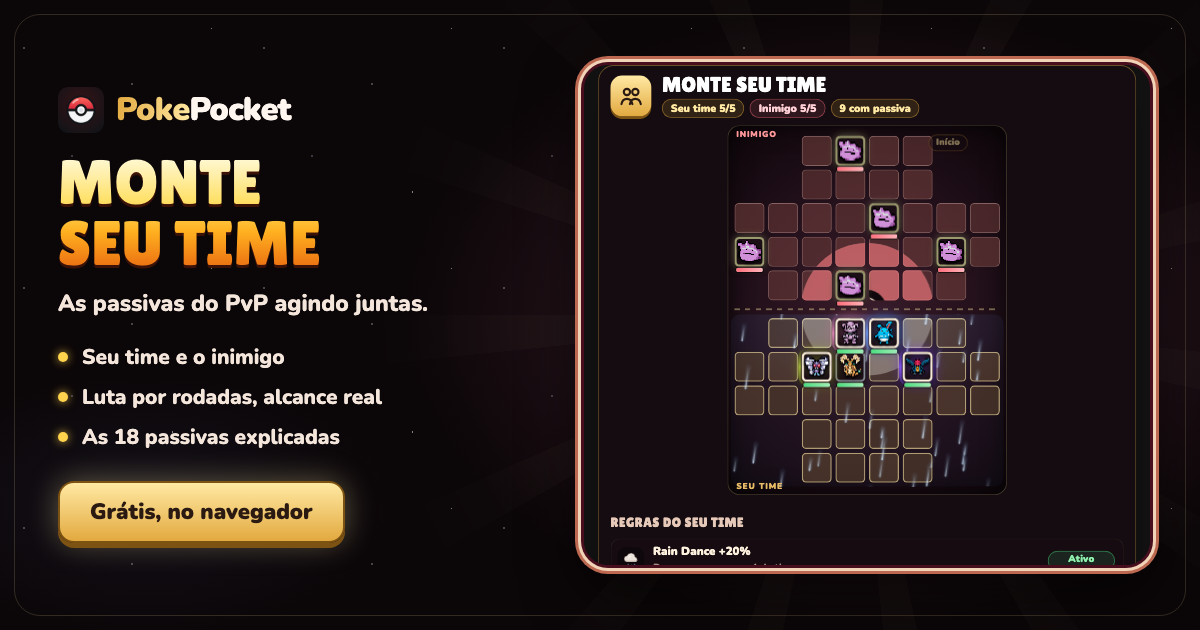 PokePocket
MONTE
SEU TIME
As passivas do PvP agindo juntas.
Seu time e o inimigo
Luta por rodadas, alcance real
As 18 passivas explicadas
Grátis, no navegador
MONTE SEU TIME
Seu time 5/5
Inimigo 5/5
9 com passiva
INIMIGO
Início
SEU TIME
REGRAS DO SEU TIME
Rain Dance +20%
Ativo